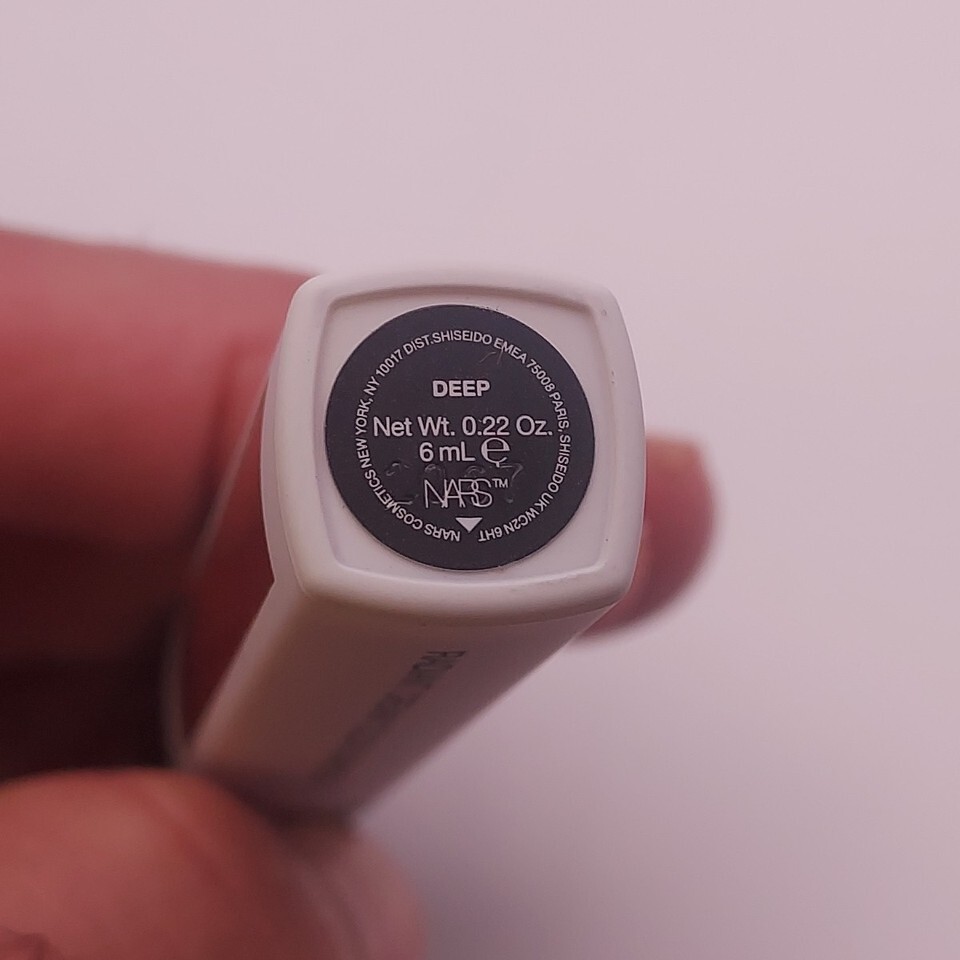 NARS COSMETICS NEW YORK, NY 10017 DIST.SHISEIDO EMEA 75008 PARIS, SHISEIDO UK WC2N 6HT
DEEP
Net Wt. 0.22 Oz.
6 mL ℮
NARS™